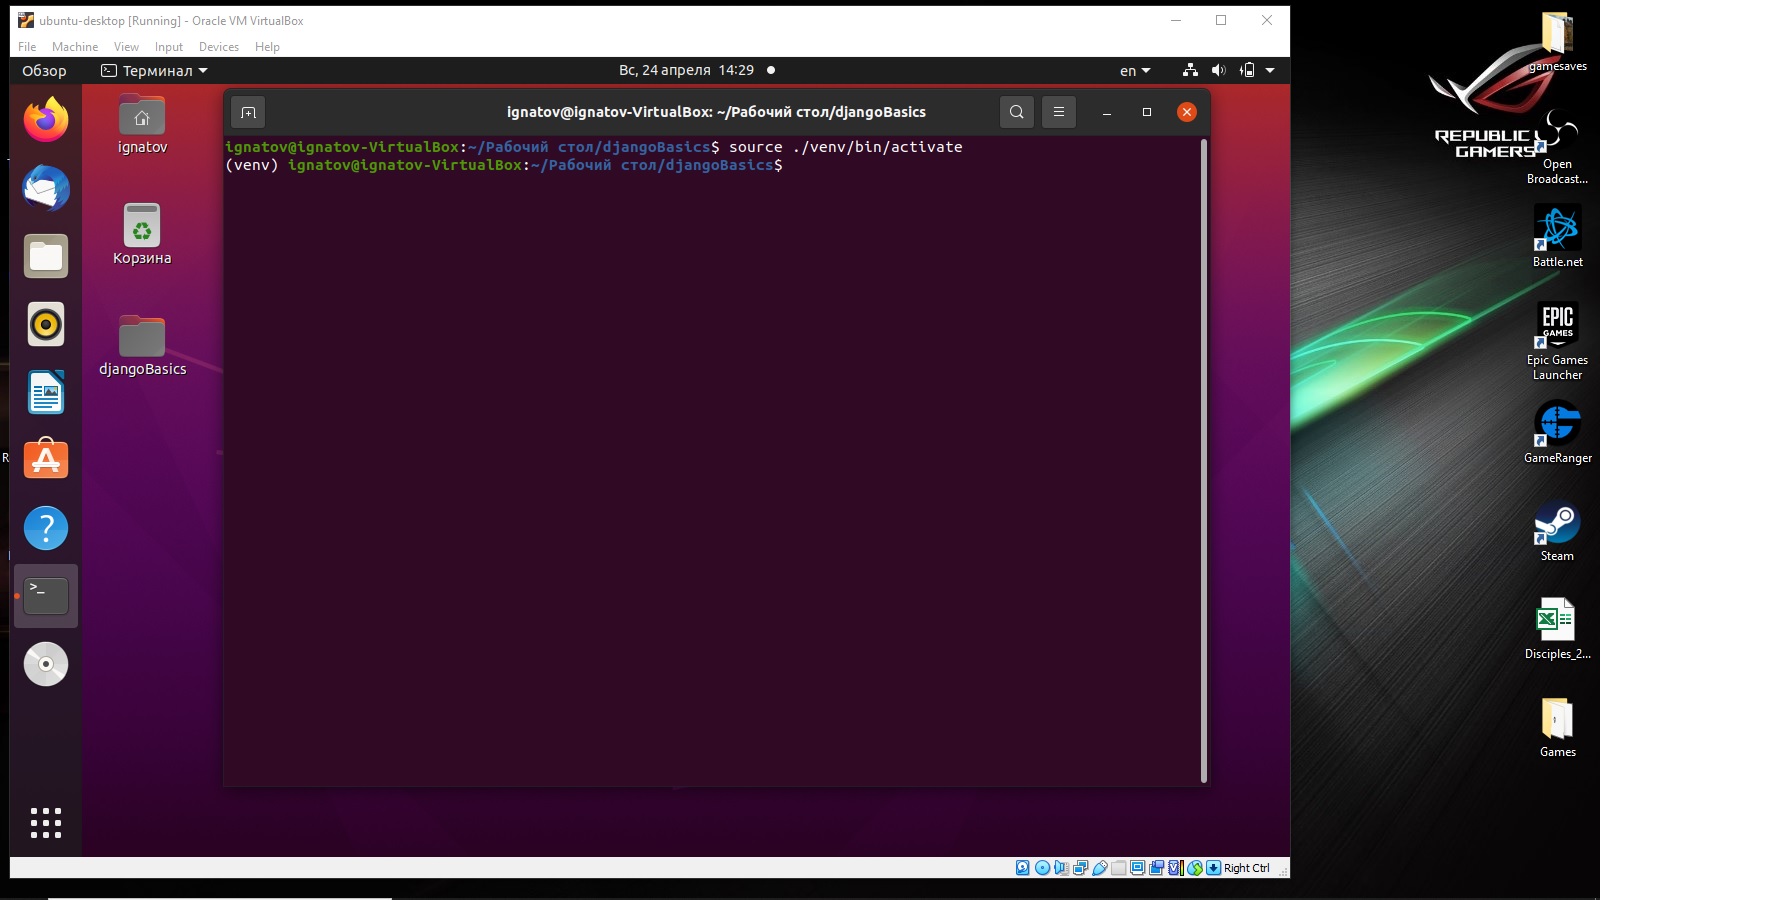 ubuntu-desktop [Running] - Oracle VM VirtualBox
File Machine View Input Devices Help
Обзор Терминал Вс, 24 апреля 14:29 en
ignatov@ignatov-VirtualBox: ~/Рабочий стол/djangoBasics
ignatov@ignatov-VirtualBox:~/Рабочий стол/djangoBasics$ source ./venv/bin/activate
(venv) ignatov@ignatov-VirtualBox:~/Рабочий стол/djangoBasics$
ignatov
Корзина
djangoBasics
>_
Right Ctrl
gamesaves
REPUBLIC OF
GAMERS
Open
Broadcast...
Battle.net
EPIC
GAMES
Epic Games
Launcher
GameRanger
Steam
Disciples_2...
Games